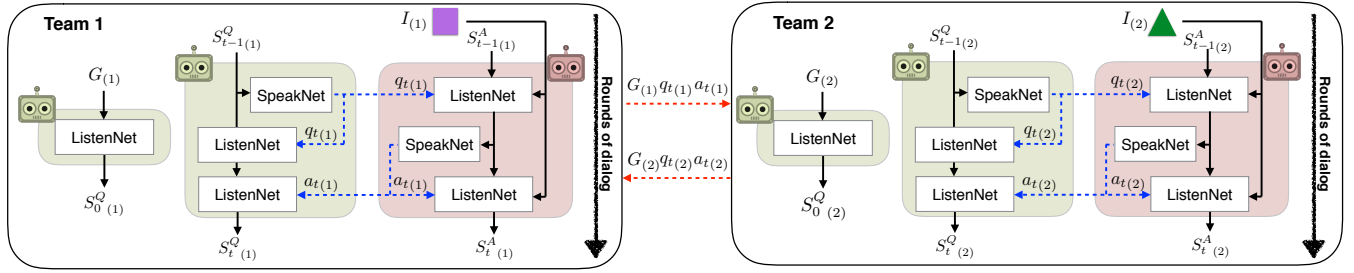 Team 1
I(1)
S^Q_{t-1(1)}
S^A_{t-1(1)}
G(1)
SpeakNet
q_{t(1)}
ListenNet
ListenNet
q_{t(1)}
ListenNet
SpeakNet
S^Q_{0 (1)}
ListenNet
a_{t(1)}
a_{t(1)}
ListenNet
S^Q_{t (1)}
S^A_{t (1)}
Rounds of dialog
G(1)q_{t(1)}a_{t(1)}
G(2)q_{t(2)}a_{t(2)}
Team 2
I(2)
S^Q_{t-1(2)}
S^A_{t-1(2)}
G(2)
SpeakNet
q_{t(2)}
ListenNet
ListenNet
q_{t(2)}
ListenNet
SpeakNet
S^Q_{0 (2)}
ListenNet
a_{t(2)}
a_{t(2)}
ListenNet
S^Q_{t (2)}
S^A_{t (2)}
Rounds of dialog